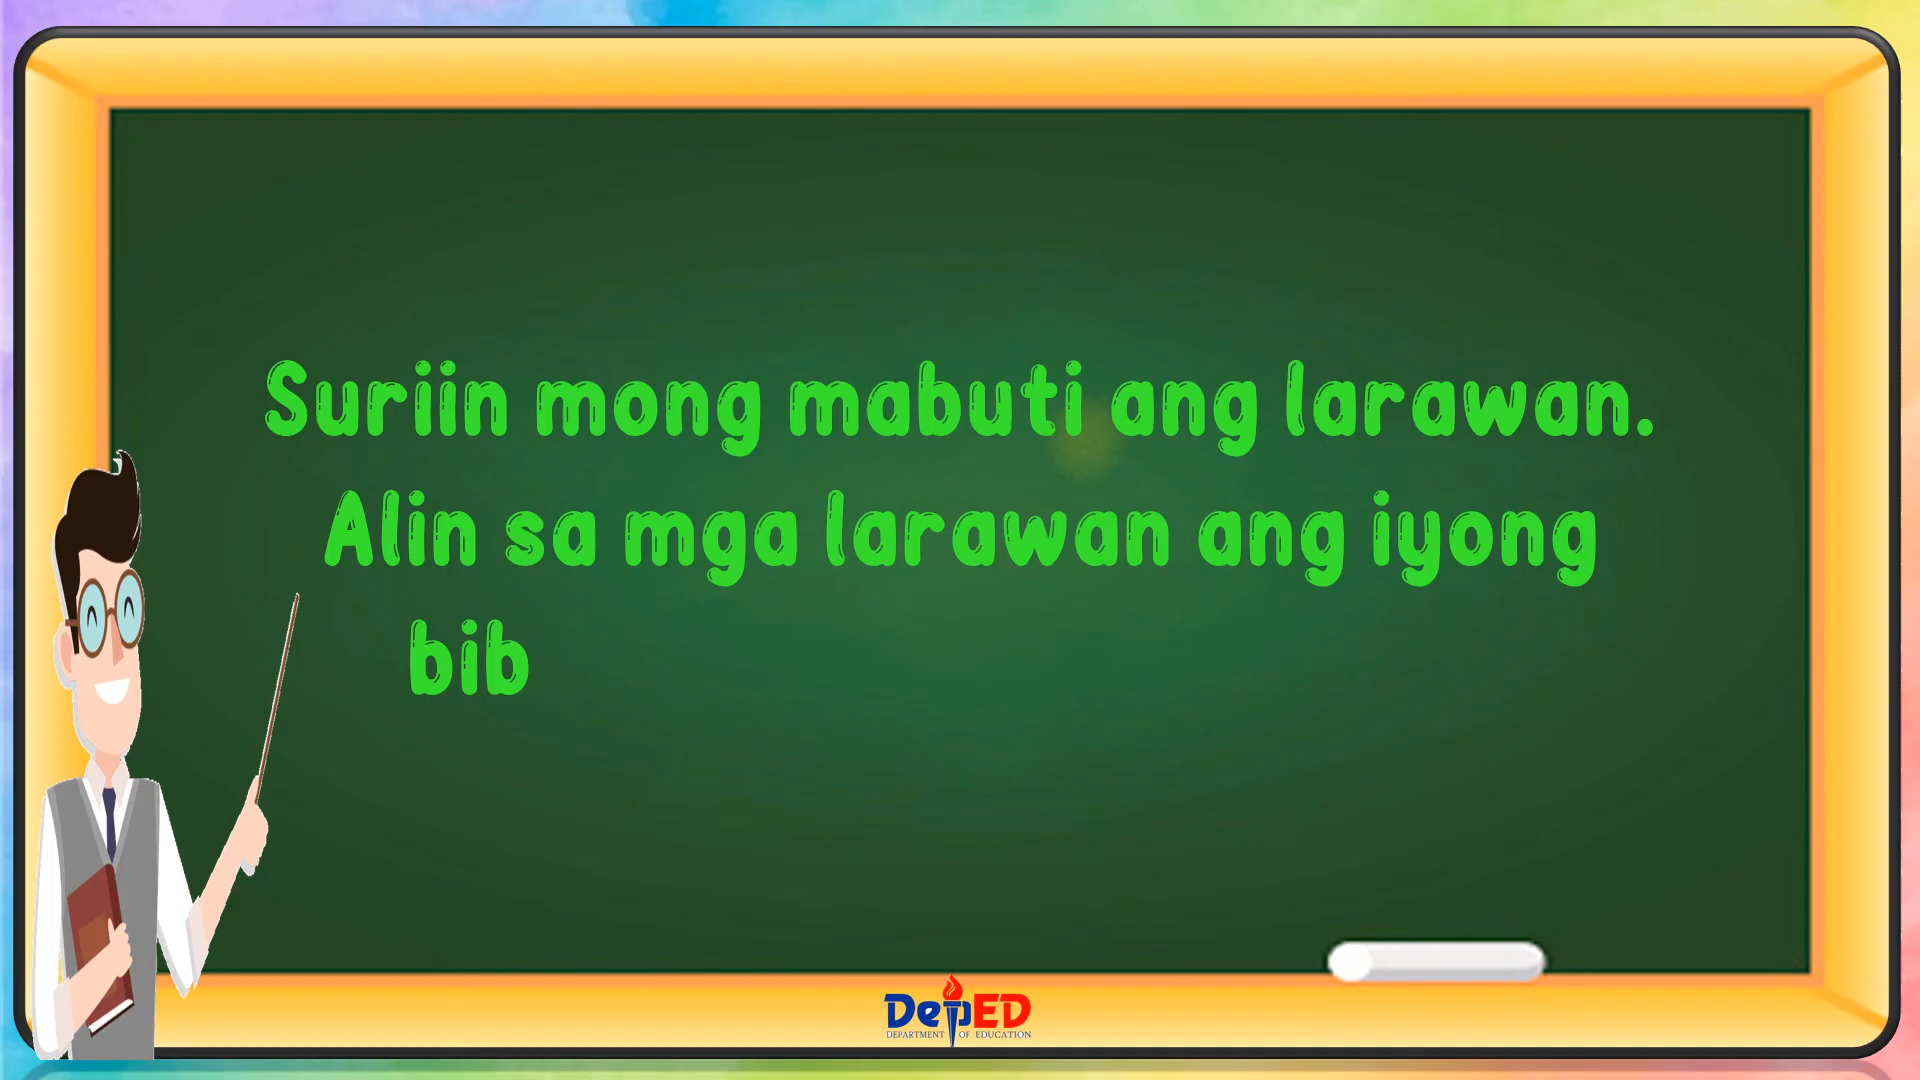 Suriin mong mabuti ang larawan.
Alin sa mga larawan ang iyong
bib
DepED
DEPARTMENT OF EDUCATION